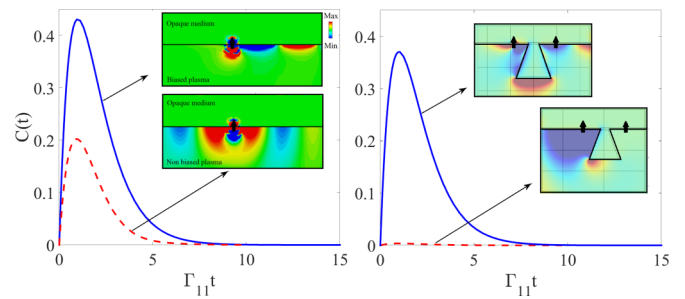 0.4
0.3
0.2
0.1
0
C(t)
0
5
10
15
Γ11t
Opaque medium
Biased plasma
Max
Min
Opaque medium
Non biased plasma
0.4
0.3
0.2
0.1
0
0
5
10
15
Γ11t